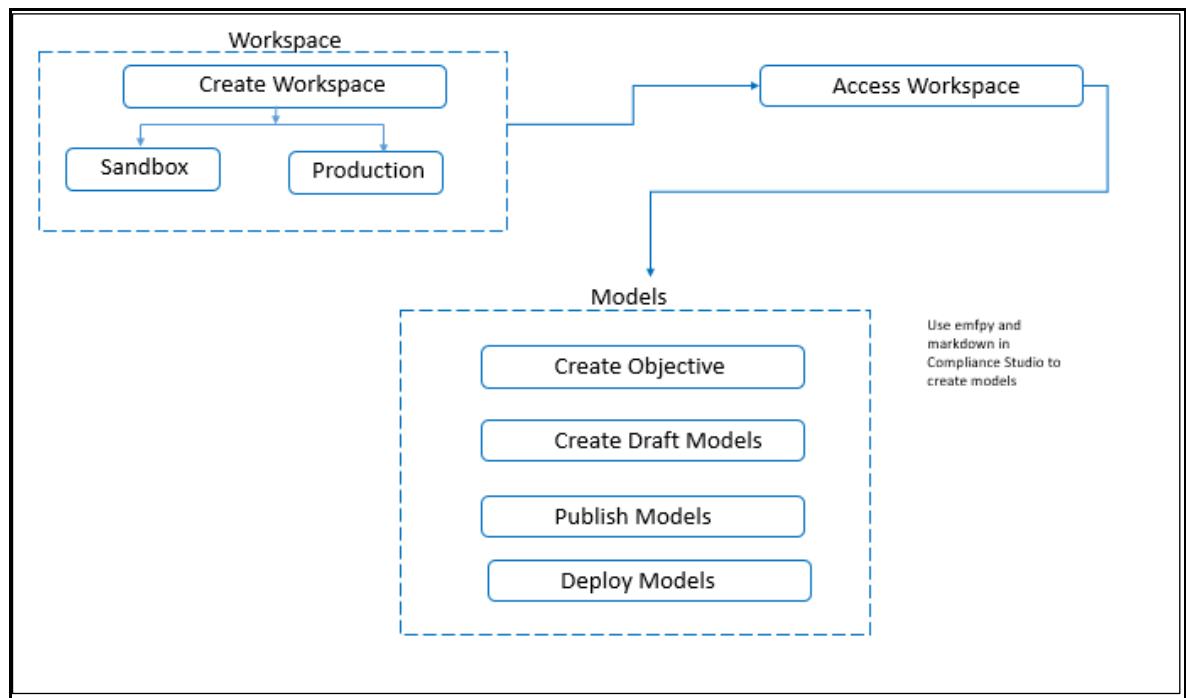 Workspace
Create Workspace
Access Workspace
Sandbox
Production
Models
Create Objective
Create Draft Models
Publish Models
Deploy Models
Use emfpy and
markdown in
Compliance Studio to
create models